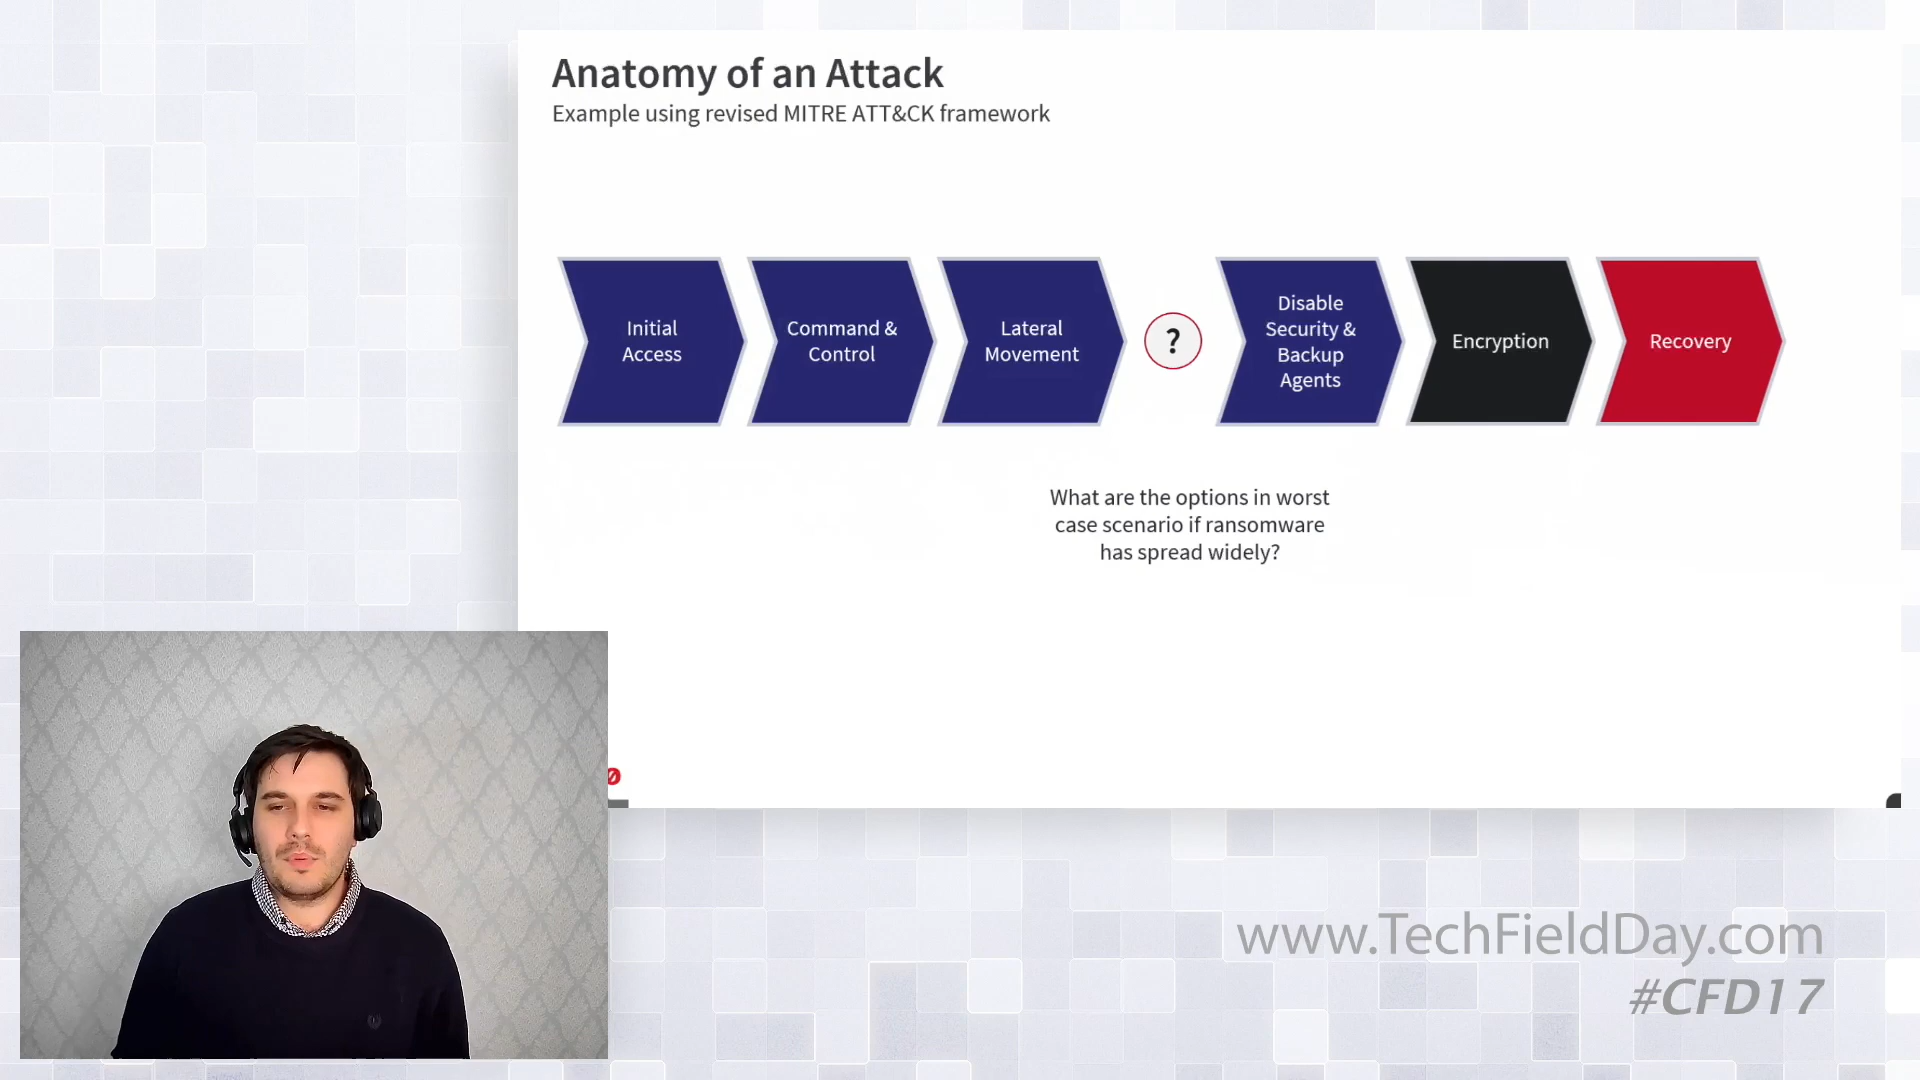 Anatomy of an Attack
Example using revised MITRE ATT&CK framework
Initial
Access
Command &
Control
Lateral
Movement
?
Disable
Security &
Backup
Agents
Encryption
Recovery
What are the options in worst
case scenario if ransomware
has spread widely?
www.TechFieldDay.com
#CFD17